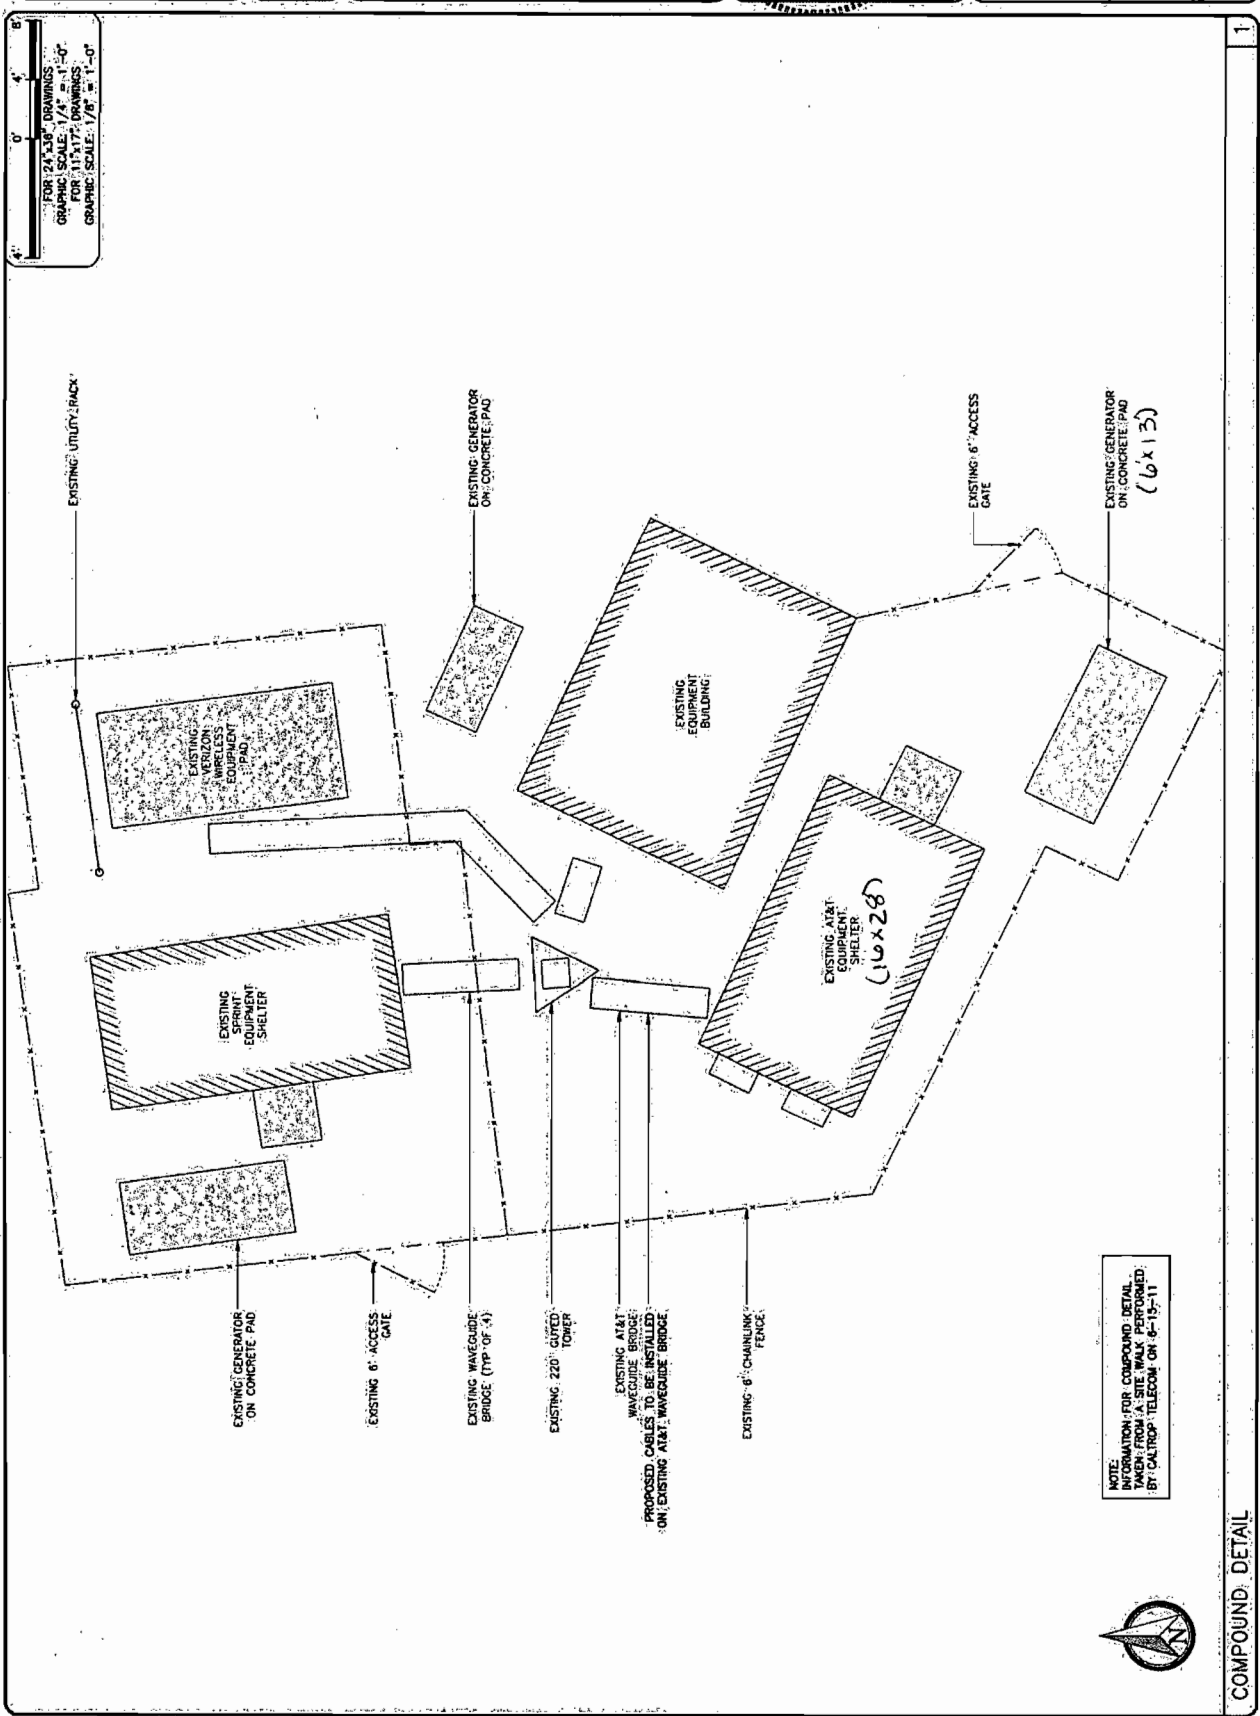 4' 0' 4' 8'
FOR 24"x36" DRAWINGS
GRAPHIC SCALE: 1/4" = 1'-0"
FOR 11"x17" DRAWINGS
GRAPHIC SCALE: 1/8" = 1'-0"
EXISTING UTILITY RACK
EXISTING
VERIZON
WIRELESS
EQUIPMENT
PAD
EXISTING GENERATOR
ON CONCRETE PAD
EXISTING
SPRINT
EQUIPMENT
SHELTER
EXISTING
EQUIPMENT
BUILDING
EXISTING AT&T
EQUIPMENT
SHELTER
(16x28)
EXISTING 6' ACCESS
GATE
EXISTING GENERATOR
ON CONCRETE PAD
(6x13)
EXISTING GENERATOR
ON CONCRETE PAD
EXISTING 6' ACCESS
GATE
EXISTING WAVEGUIDE
BRIDGE (TYP OF 4)
EXISTING 220' GUYED
TOWER
EXISTING AT&T
WAVEGUIDE BRIDGE
PROPOSED CABLES TO BE INSTALLED
ON EXISTING AT&T WAVEGUIDE BRIDGE
EXISTING 6' CHAINLINK
FENCE
NOTE:
INFORMATION FOR COMPOUND DETAIL
TAKEN FROM A SITE WALK PERFORMED
BY CALTROP TELECOM ON 6-15-11
N
COMPOUND DETAIL
1